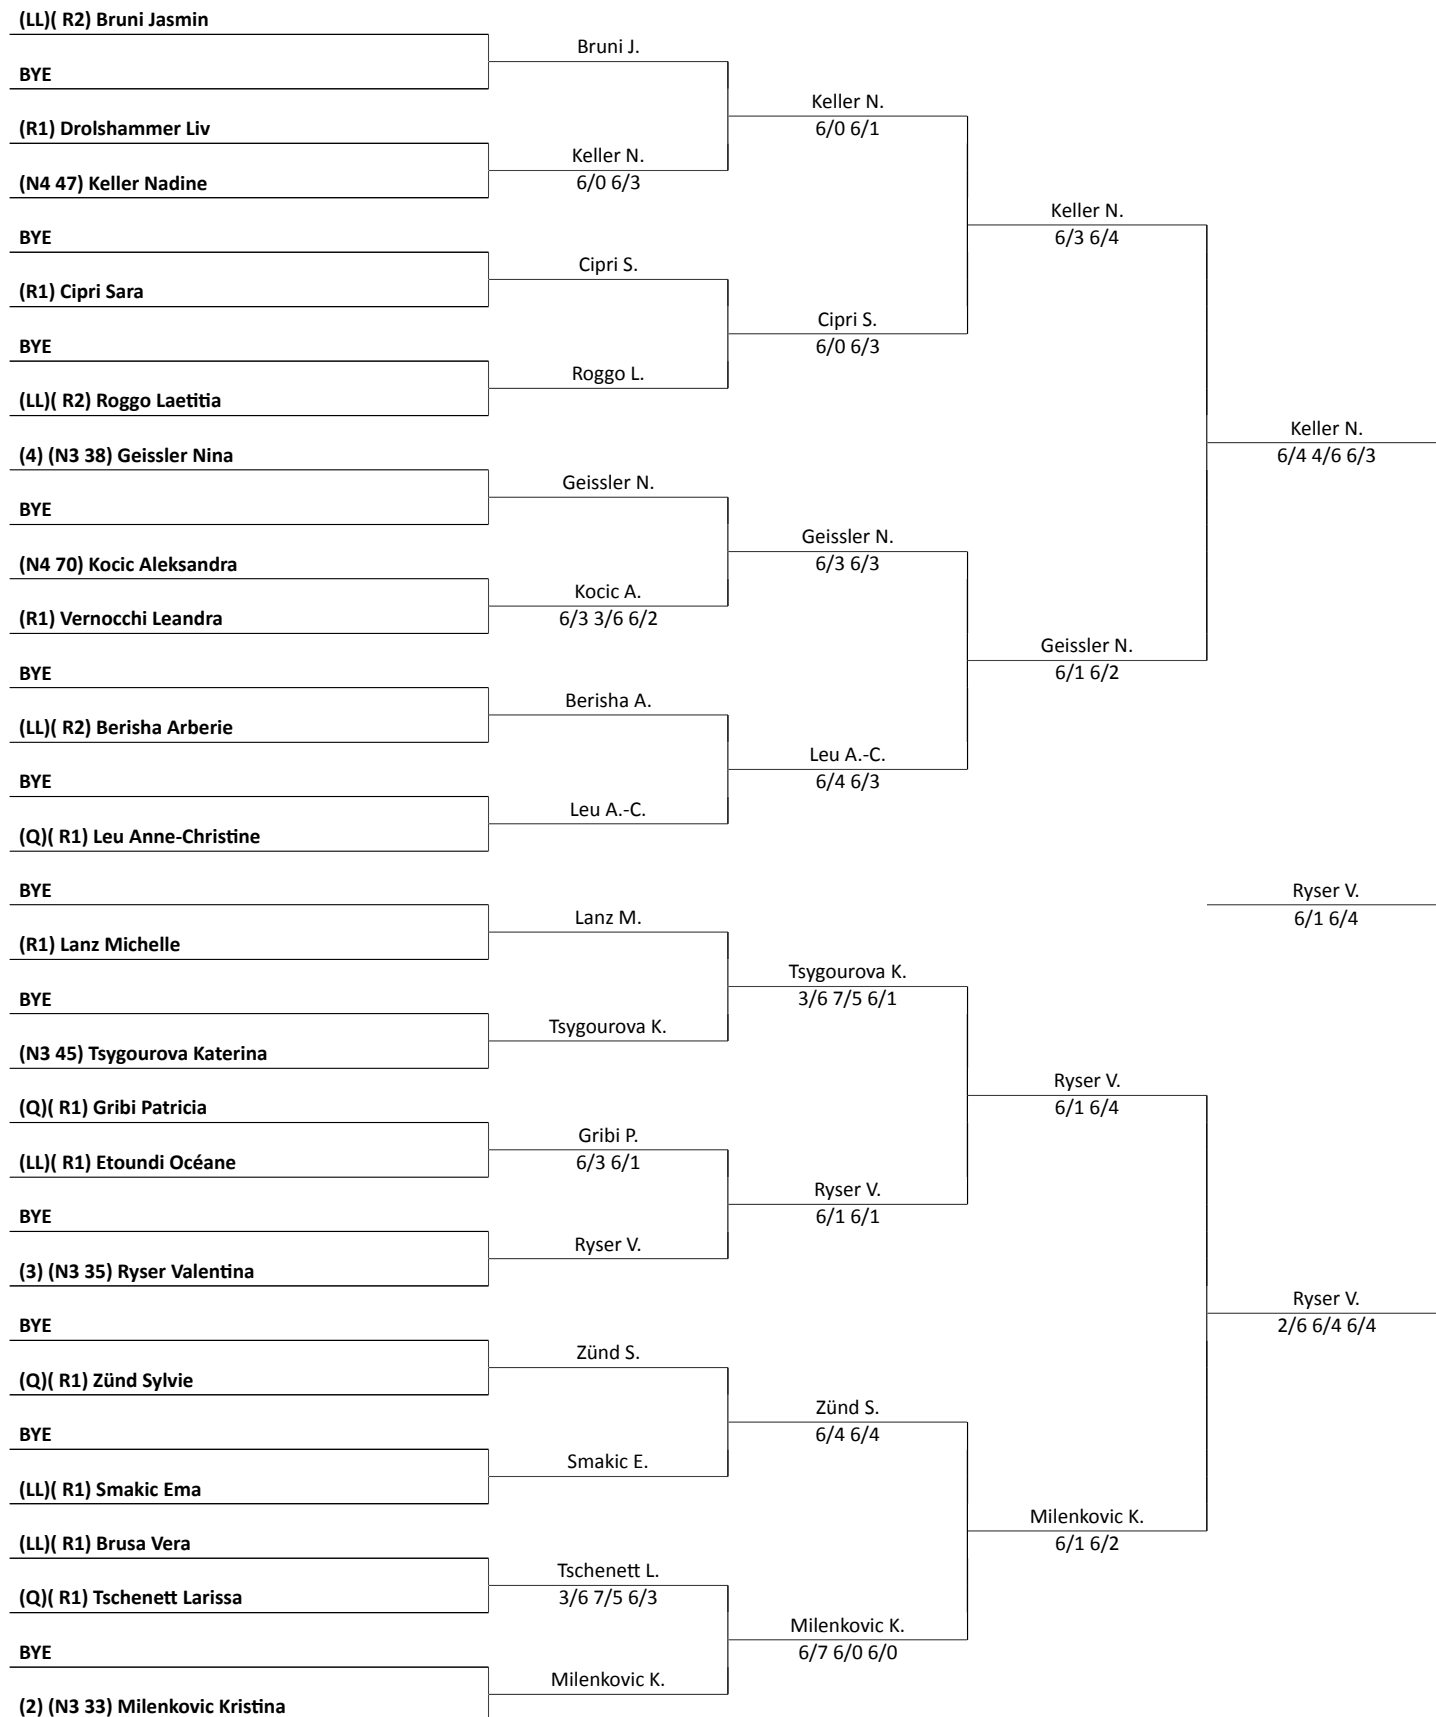 (LL)( R2) Bruni Jasmin
Bruni J.
BYE
Keller N.
6/0 6/1
(R1) Drolshammer Liv
Keller N.
6/0 6/3
(N4 47) Keller Nadine
Keller N.
6/3 6/4
BYE
Cipri S.
(R1) Cipri Sara
Cipri S.
6/0 6/3
BYE
Roggo L.
(LL)( R2) Roggo Laetitia
Keller N.
6/4 4/6 6/3
(4) (N3 38) Geissler Nina
Geissler N.
BYE
Geissler N.
6/3 6/3
(N4 70) Kocic Aleksandra
Kocic A.
6/3 3/6 6/2
(R1) Vernocchi Leandra
Geissler N.
6/1 6/2
BYE
Berisha A.
(LL)( R2) Berisha Arberie
Leu A.-C.
6/4 6/3
BYE
Leu A.-C.
(Q)( R1) Leu Anne-Christine
BYE
Ryser V.
6/1 6/4
Lanz M.
(R1) Lanz Michelle
Tsygourova K.
3/6 7/5 6/1
BYE
Tsygourova K.
(N3 45) Tsygourova Katerina
Ryser V.
6/1 6/4
(Q)( R1) Gribi Patricia
Gribi P.
6/3 6/1
(LL)( R1) Etoundi Océane
Ryser V.
6/1 6/1
BYE
Ryser V.
(3) (N3 35) Ryser Valentina
Ryser V.
2/6 6/4 6/4
BYE
Zünd S.
(Q)( R1) Zünd Sylvie
Zünd S.
6/4 6/4
BYE
Smakic E.
(LL)( R1) Smakic Ema
Milenkovic K.
6/1 6/2
(LL)( R1) Brusa Vera
Tschenett L.
3/6 7/5 6/3
(Q)( R1) Tschenett Larissa
Milenkovic K.
6/7 6/0 6/0
BYE
Milenkovic K.
(2) (N3 33) Milenkovic Kristina